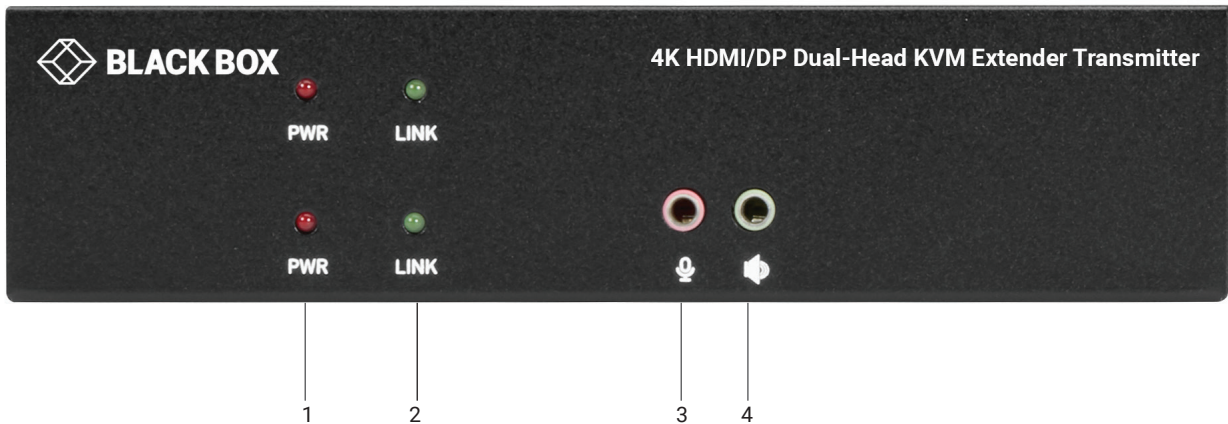 BLACK BOX
4K HDMI/DP Dual-Head KVM Extender Transmitter
PWR LINK
PWR LINK
1 2 3 4